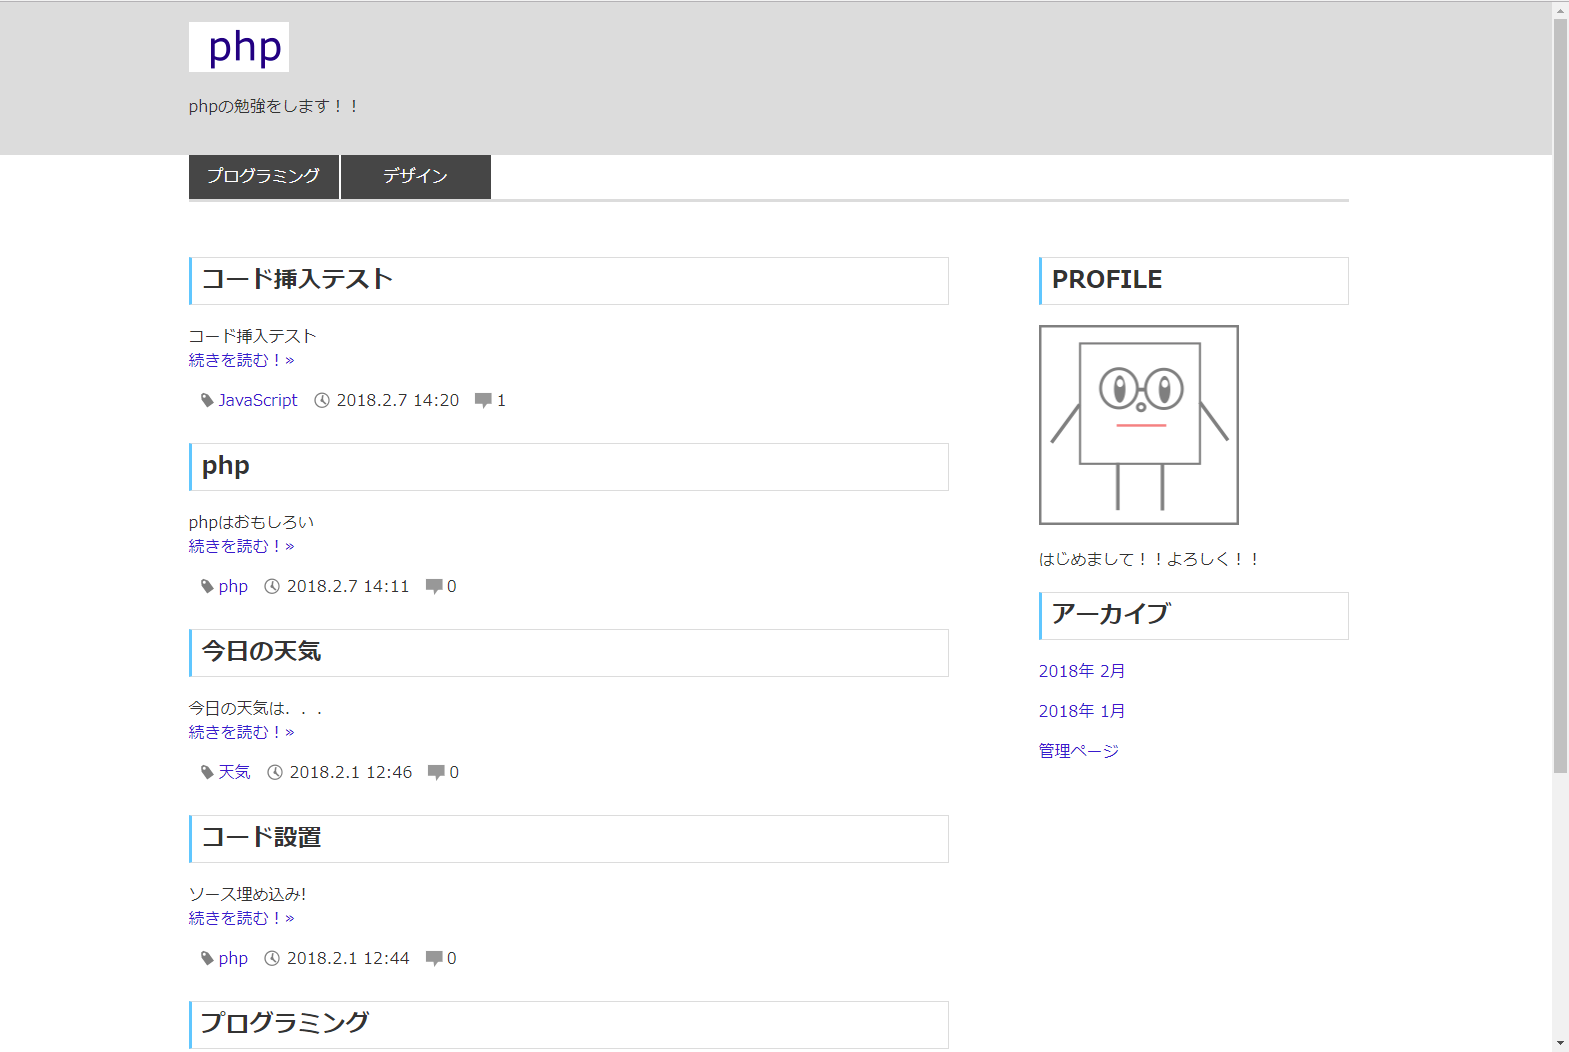 php
phpの勉強をします！！
プログラミング
デザイン
コード挿入テスト
コード挿入テスト
続きを読む！»
JavaScript 2018.2.7 14:20 1
php
phpはおもしろい
続きを読む！»
php 2018.2.7 14:11 0
今日の天気
今日の天気は．．．
続きを読む！»
天気 2018.2.1 12:46 0
コード設置
ソース埋め込み!
続きを読む！»
php 2018.2.1 12:44 0
プログラミング
PROFILE
はじめまして！！よろしく！！
アーカイブ
2018年 2月
2018年 1月
管理ページ